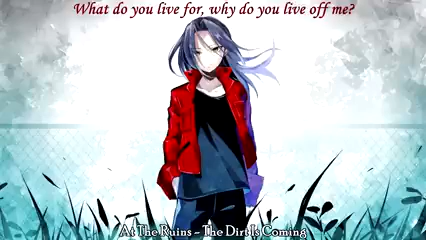 What do you live for, why do you live off me?
At The Ruins - The Dirt Is Coming